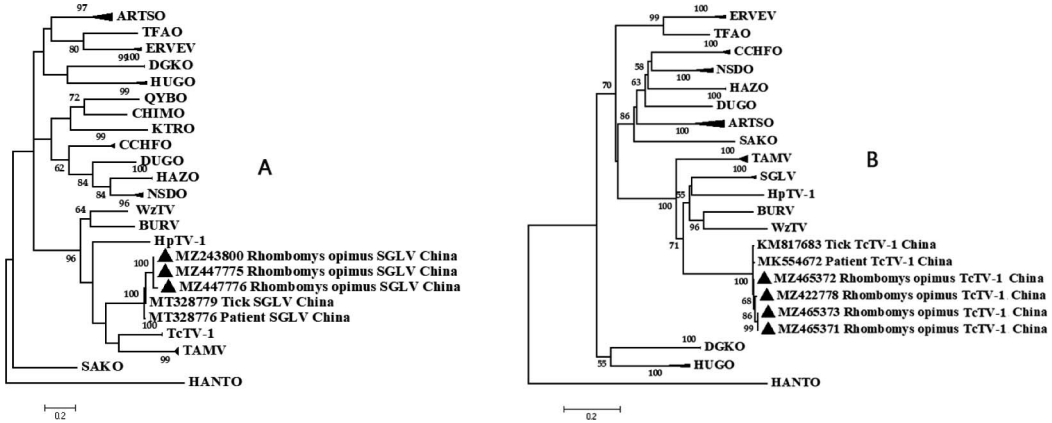 97
ARTSO
TFAO
80
ERVEV
99
100
DGKO
HUGO
72
99
QYBO
CHIMO
KTRO
99
CCHFO
62
DUGO
100
84
HAZO
84
NSDO
96
64
WzTV
BURV
96
HpTV-1
100
MZ243800 Rhombomys opimus SGLV China
MZ447775 Rhombomys opimus SGLV China
MZ447776 Rhombomys opimus SGLV China
100
MT328779 Tick SGLV China
MT328776 Patient SGLV China
100
TcTV-1
TAMV
99
SAKO
HANTO
0.2
A
100
99
ERVEV
TFAO
100
CCHFO
58
NSDO
100
63
HAZO
100
70
DUGO
86
ARTSO
100
SAKO
100
TAMV
100
SGLV
55
HpTV-1
100
BURV
96
WzTV
71
KM817683 Tick TcTV-1 China
MK554672 Patient TcTV-1 China
100
MZ465372 Rhombomys opimus TcTV-1 China
MZ422778 Rhombomys opimus TcTV-1 China
68
MZ465373 Rhombomys opimus TcTV-1 China
86
MZ465371 Rhombomys opimus TcTV-1 China
99
100
DGKO
55
HUGO
100
HANTO
0.2
B